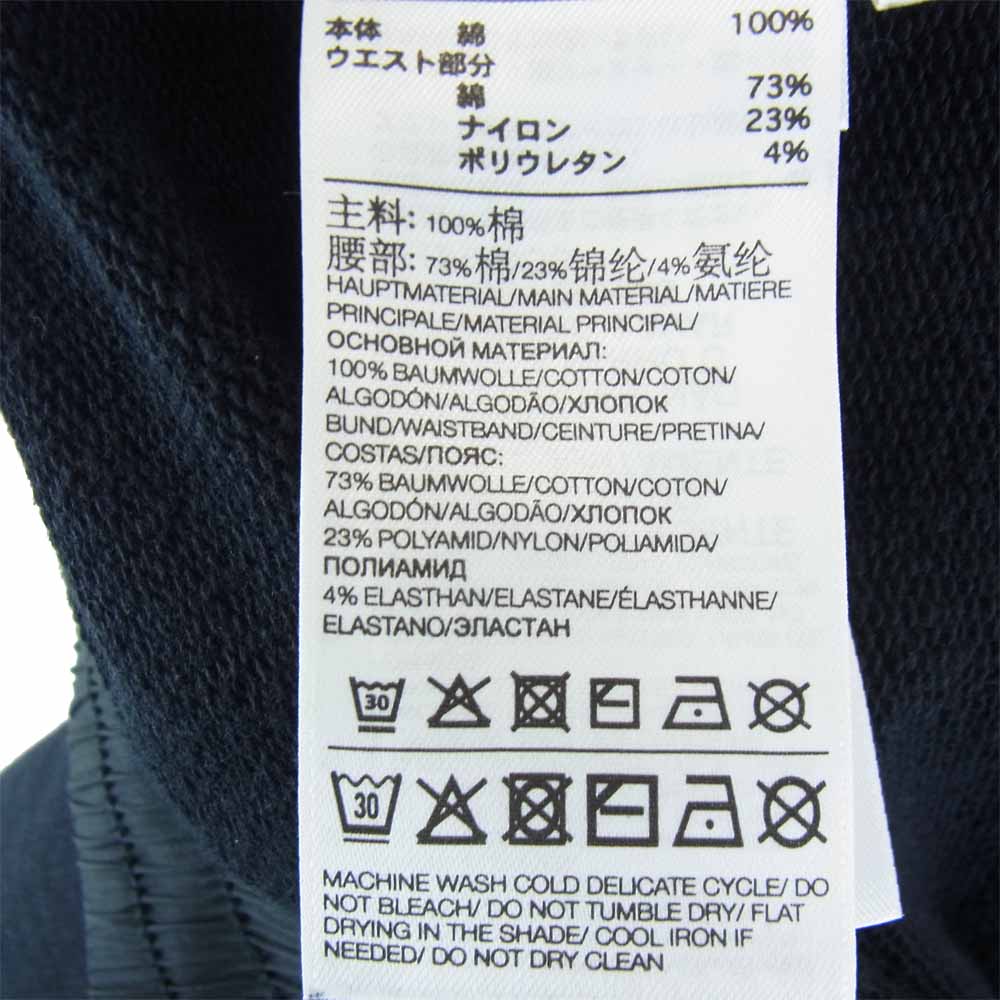 本体 綿 100%
ウエスト部分
綿 73%
ナイロン 23%
ポリウレタン 4%
主料: 100%棉
腰部: 73%棉/23%锦纶/4%氨纶
HAUPTMATERIAL/MAIN MATERIAL/MATIERE
PRINCIPALE/MATERIAL PRINCIPAL/
ОСНОВНОЙ МАТЕРИАЛ:
100% BAUMWOLLE/COTTON/COTON/
ALGODÓN/ALGODÃO/ХЛОПОК
BUND/WAISTBAND/CEINTURE/PRETINA/
COSTAS/ПОЯС:
73% BAUMWOLLE/COTTON/COTON/
ALGODÓN/ALGODÃO/ХЛОПОК
23% POLYAMID/NYLON/POLIAMIDA/
ПОЛИАМИД
4% ELASTHAN/ELASTANE/ÉLASTHANNE/
ELASTANO/ЭЛАСТАН
30
30
MACHINE WASH COLD DELICATE CYCLE/ DO
NOT BLEACH/ DO NOT TUMBLE DRY/ FLAT
DRYING IN THE SHADE/ COOL IRON IF
NEEDED/ DO NOT DRY CLEAN